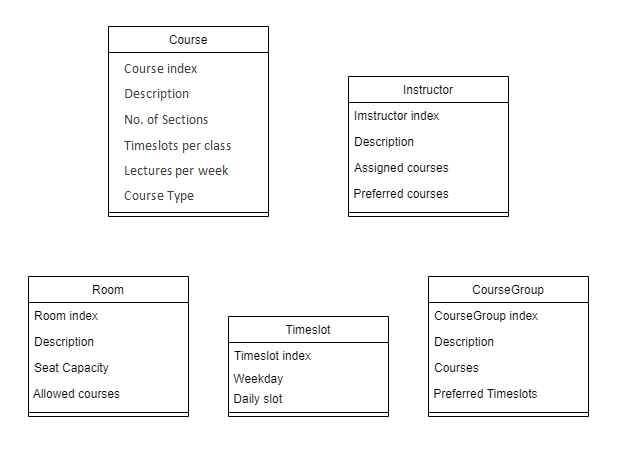 Course
Course index
Description
No. of Sections
Timeslots per class
Lectures per week
Course Type
Instructor
Imstructor index
Description
Assigned courses
Preferred courses
Room
Room index
Description
Seat Capacity
Allowed courses
Timeslot
Timeslot index
Weekday
Daily slot
CourseGroup
CourseGroup index
Description
Courses
Preferred Timeslots